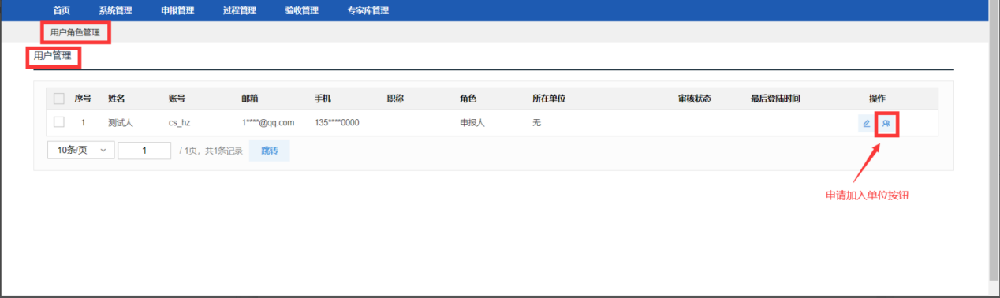 首页 系统管理 申报管理 过程管理 验收管理 专家库管理
用户角色管理
用户管理
序号 姓名 账号 邮箱 手机 职称 角色 所在单位 审核状态 最后登陆时间 操作
1 测试人 cs_hz 1****@qq.com 135****0000 申报人 无
10条/页 1 / 1页，共1条记录 跳转
申请加入单位按钮